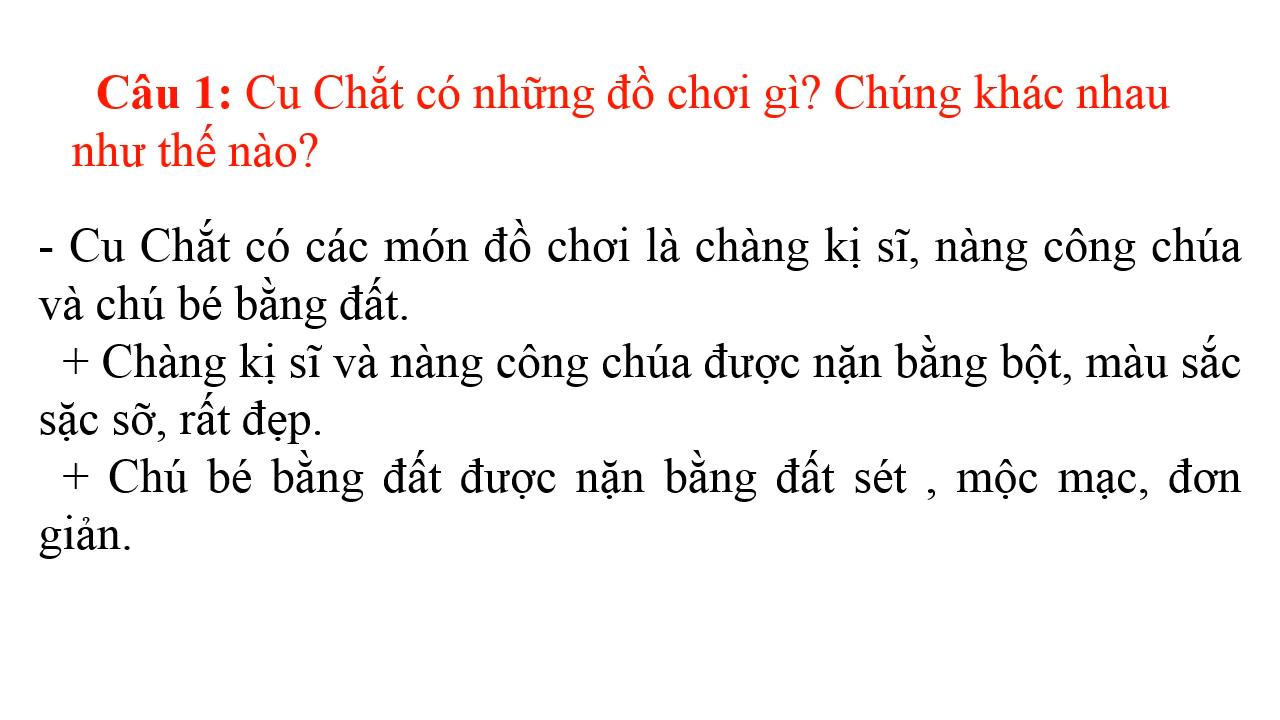 Câu 1: Cu Chắt có những đồ chơi gì? Chúng khác nhau
như thế nào?
- Cu Chắt có các món đồ chơi là chàng kị sĩ, nàng công chúa
và chú bé bằng đất.
+ Chàng kị sĩ và nàng công chúa được nặn bằng bột, màu sắc
sặc sỡ, rất đẹp.
+ Chú bé bằng đất được nặn bằng đất sét , mộc mạc, đơn
giản.